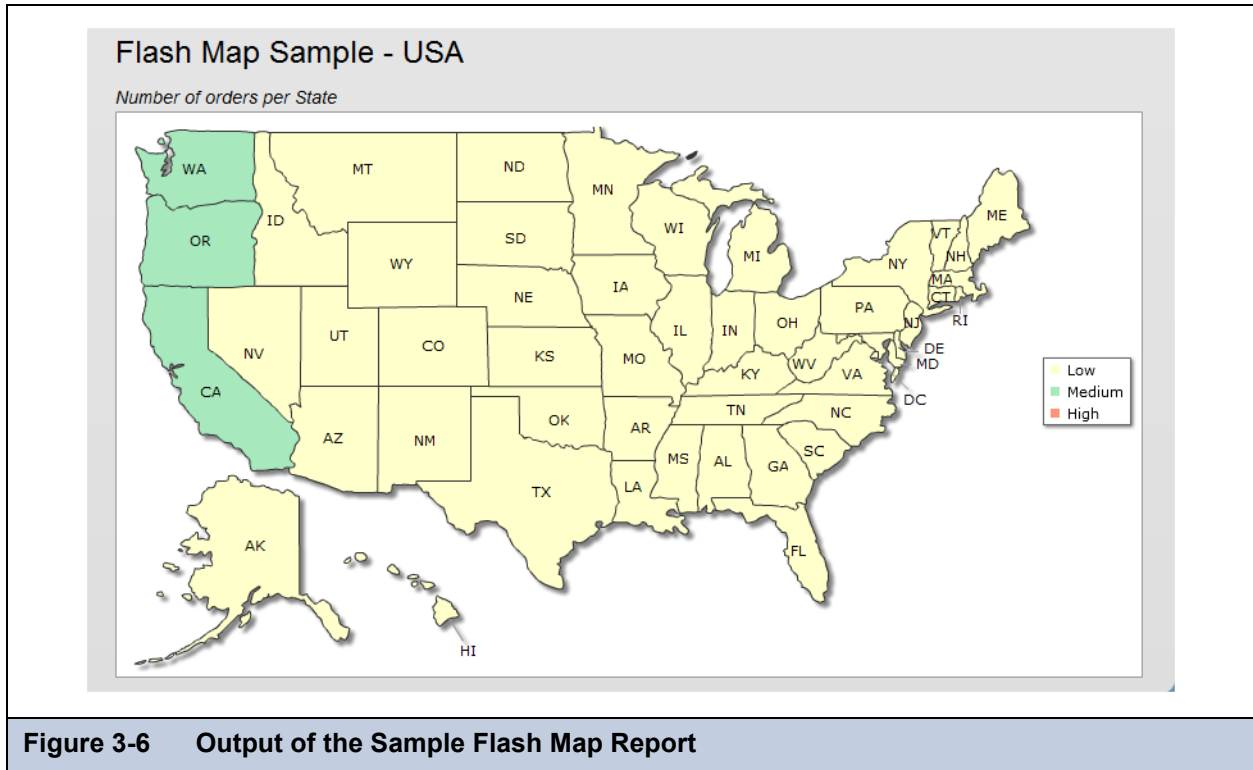 Flash Map Sample - USA
Number of orders per State
WA
MT
ND
MN
ME
ID
VT
OR
SD
WI
NH
MI
NY
WY
MA
IA
NE
CT
PA
RI
OH
NJ
IL
IN
UT
CO
DE
NV
KS
MO
WV
MD
KY
VA
CA
DC
TN
NC
OK
AR
AZ
NM
SC
MS
AL
GA
TX
LA
FL
AK
HI
Low
Medium
High
Figure 3-6 Output of the Sample Flash Map Report